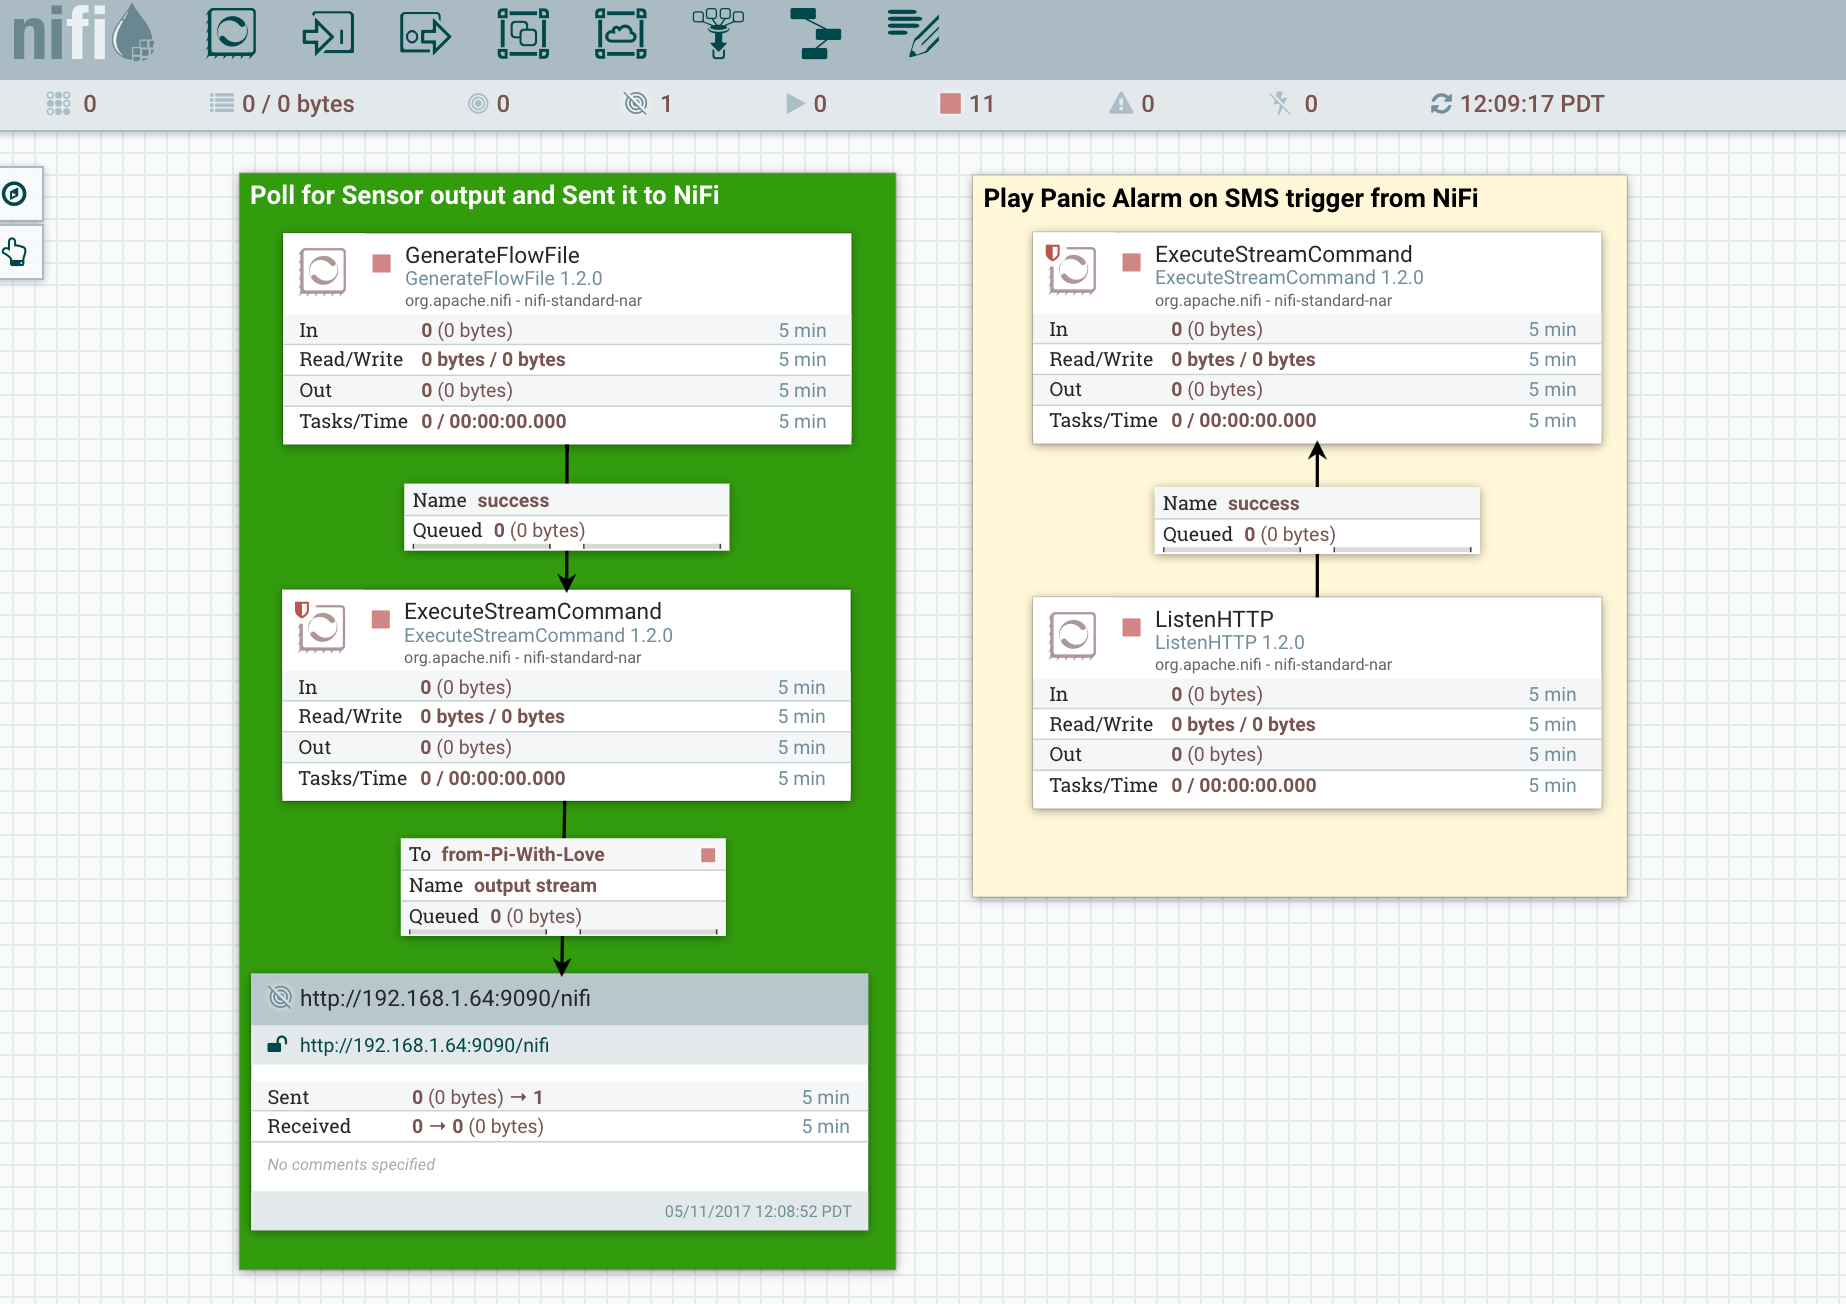 nifi
0
0 / 0 bytes
0
1
0
11
0
0
12:09:17 PDT
Poll for Sensor output and Sent it to NiFi
GenerateFlowFile
GenerateFlowFile 1.2.0
org.apache.nifi - nifi-standard-nar
In 0 (0 bytes) 5 min
Read/Write 0 bytes / 0 bytes 5 min
Out 0 (0 bytes) 5 min
Tasks/Time 0 / 00:00:00.000 5 min
Name success
Queued 0 (0 bytes)
ExecuteStreamCommand
ExecuteStreamCommand 1.2.0
org.apache.nifi - nifi-standard-nar
In 0 (0 bytes) 5 min
Read/Write 0 bytes / 0 bytes 5 min
Out 0 (0 bytes) 5 min
Tasks/Time 0 / 00:00:00.000 5 min
To from-Pi-With-Love
Name output stream
Queued 0 (0 bytes)
http://192.168.1.64:9090/nifi
http://192.168.1.64:9090/nifi
Sent 0 (0 bytes) → 1 5 min
Received 0 → 0 (0 bytes) 5 min
No comments specified
05/11/2017 12:08:52 PDT
Play Panic Alarm on SMS trigger from NiFi
ExecuteStreamCommand
ExecuteStreamCommand 1.2.0
org.apache.nifi - nifi-standard-nar
In 0 (0 bytes) 5 min
Read/Write 0 bytes / 0 bytes 5 min
Out 0 (0 bytes) 5 min
Tasks/Time 0 / 00:00:00.000 5 min
Name success
Queued 0 (0 bytes)
ListenHTTP
ListenHTTP 1.2.0
org.apache.nifi - nifi-standard-nar
In 0 (0 bytes) 5 min
Read/Write 0 bytes / 0 bytes 5 min
Out 0 (0 bytes) 5 min
Tasks/Time 0 / 00:00:00.000 5 min